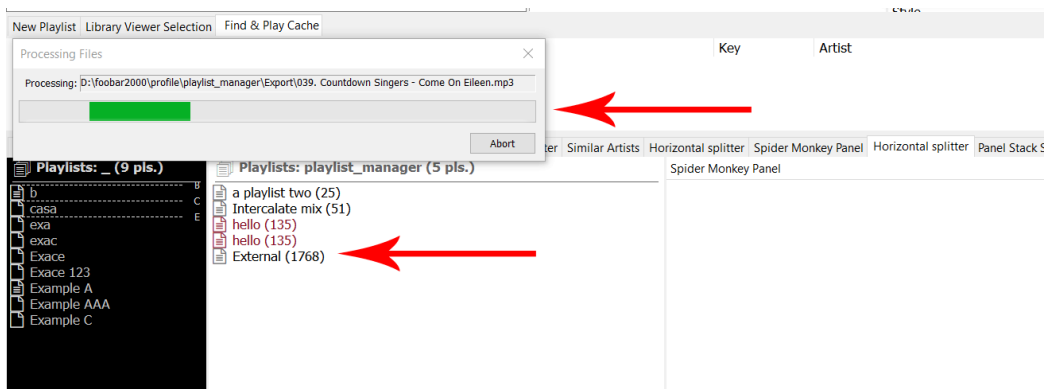 Style
New Playlist Library Viewer Selection Find & Play Cache
Processing Files
Key Artist
Processing: D:\foobar2000\profile\playlist_manager\Export\039. Countdown Singers - Come On Eileen.mp3
Abort
ter Similar Artists Horizontal splitter Spider Monkey Panel Horizontal splitter Panel Stack S
Playlists: _ (9 pls.)
B
b
C
casa
E
exa
exac
Exace
Exace 123
Example A
Example AAA
Example C
Playlists: playlist_manager (5 pls.)
a playlist two (25)
Intercalate mix (51)
hello (135)
hello (135)
External (1768)
Spider Monkey Panel